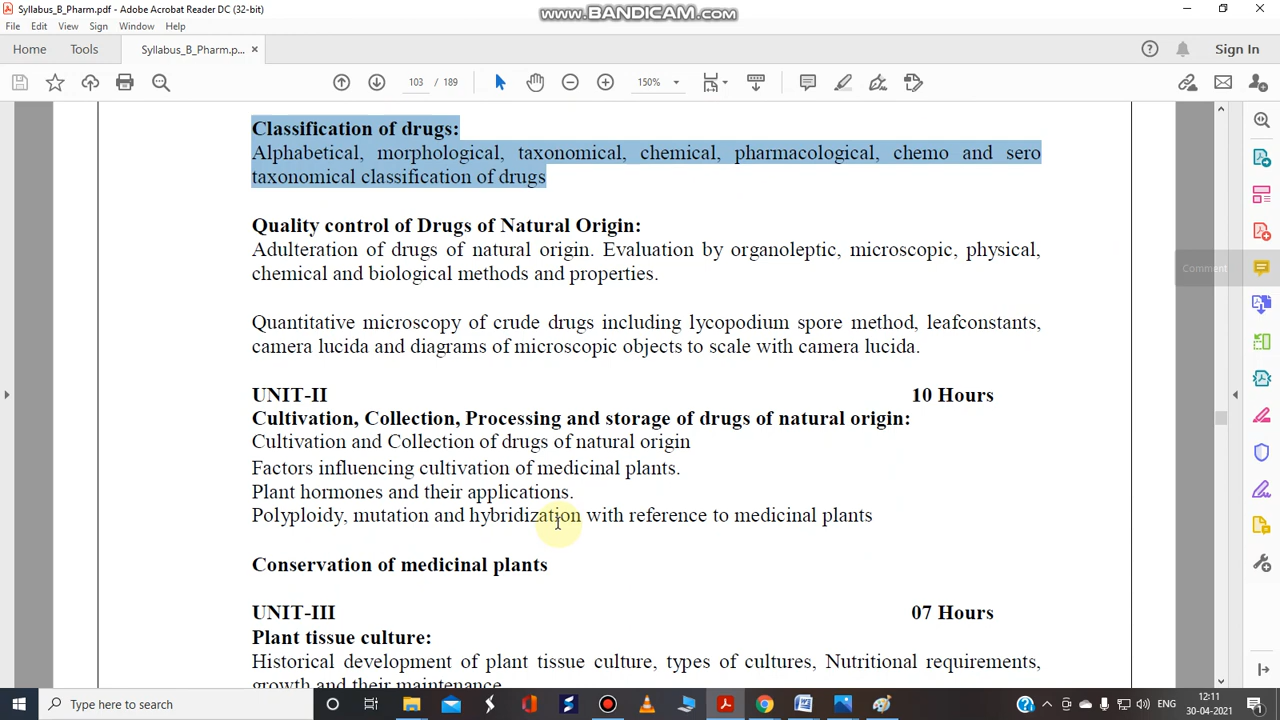 Syllabus_B_Pharm.pdf - Adobe Acrobat Reader DC (32-bit)
WWW.BANDICAM.COM
File Edit View Sign Window Help
Home Tools Syllabus_B_Pharm.p... × Sign In
103 / 189 150%
Classification of drugs:
Alphabetical, morphological, taxonomical, chemical, pharmacological, chemo and sero
taxonomical classification of drugs
Quality control of Drugs of Natural Origin:
Adulteration of drugs of natural origin. Evaluation by organoleptic, microscopic, physical,
chemical and biological methods and properties.
Comment
Quantitative microscopy of crude drugs including lycopodium spore method, leafconstants,
camera lucida and diagrams of microscopic objects to scale with camera lucida.
UNIT-II 10 Hours
Cultivation, Collection, Processing and storage of drugs of natural origin:
Cultivation and Collection of drugs of natural origin
Factors influencing cultivation of medicinal plants.
Plant hormones and their applications.
Polyploidy, mutation and hybridization with reference to medicinal plants
Conservation of medicinal plants
UNIT-III 07 Hours
Plant tissue culture:
Historical development of plant tissue culture, types of cultures, Nutritional requirements,
growth and their maintenance
Type here to search
ENG
12:11
30-04-2021